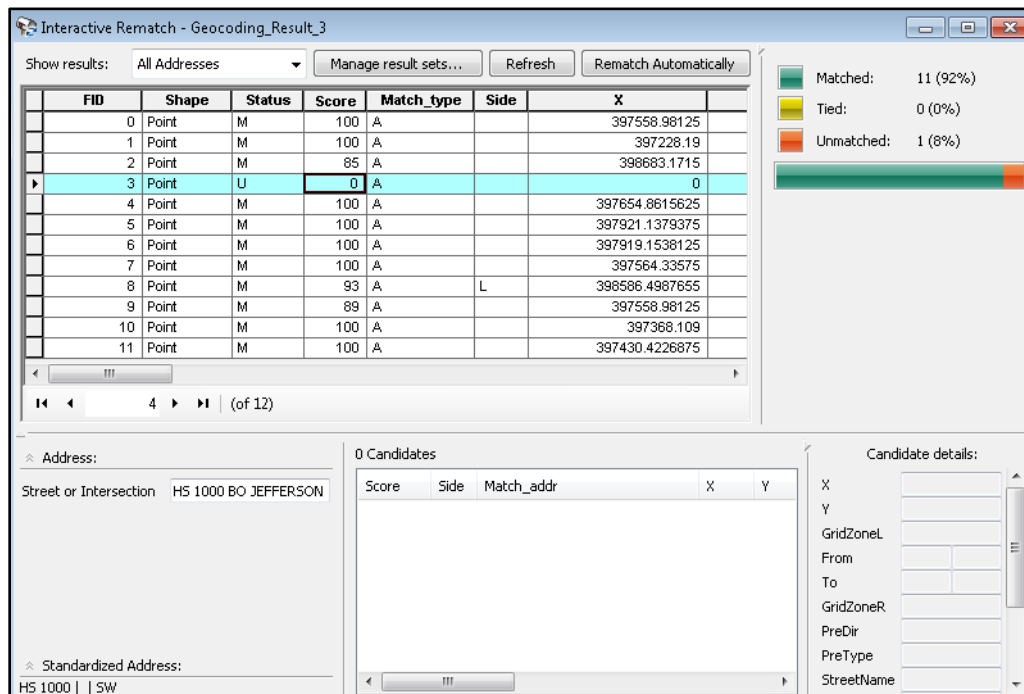 Interactive Rematch - Geocoding_Result_3
Show results: All Addresses Manage result sets... Refresh Rematch Automatically
FID Shape Status Score Match_type Side X
0 Point M 100 A 397558.98125
1 Point M 100 A 397228.19
2 Point M 85 A 398683.1715
3 Point U 0 A 0
4 Point M 100 A 397654.8615625
5 Point M 100 A 397921.1379375
6 Point M 100 A 397919.1538125
7 Point M 100 A 397564.33575
8 Point M 93 A L 398586.4987655
9 Point M 89 A 397558.98125
10 Point M 100 A 397368.109
11 Point M 100 A 397430.4226875
4 (of 12)
Matched: 11 (92%)
Tied: 0 (0%)
Unmatched: 1 (8%)
Address:
Street or Intersection HS 1000 BO JEFFERSON
Standardized Address:
HS 1000 | | SW
0 Candidates
Score Side Match_addr X Y
Candidate details:
X
Y
GridZoneL
From
To
GridZoneR
PreDir
PreType
StreetName